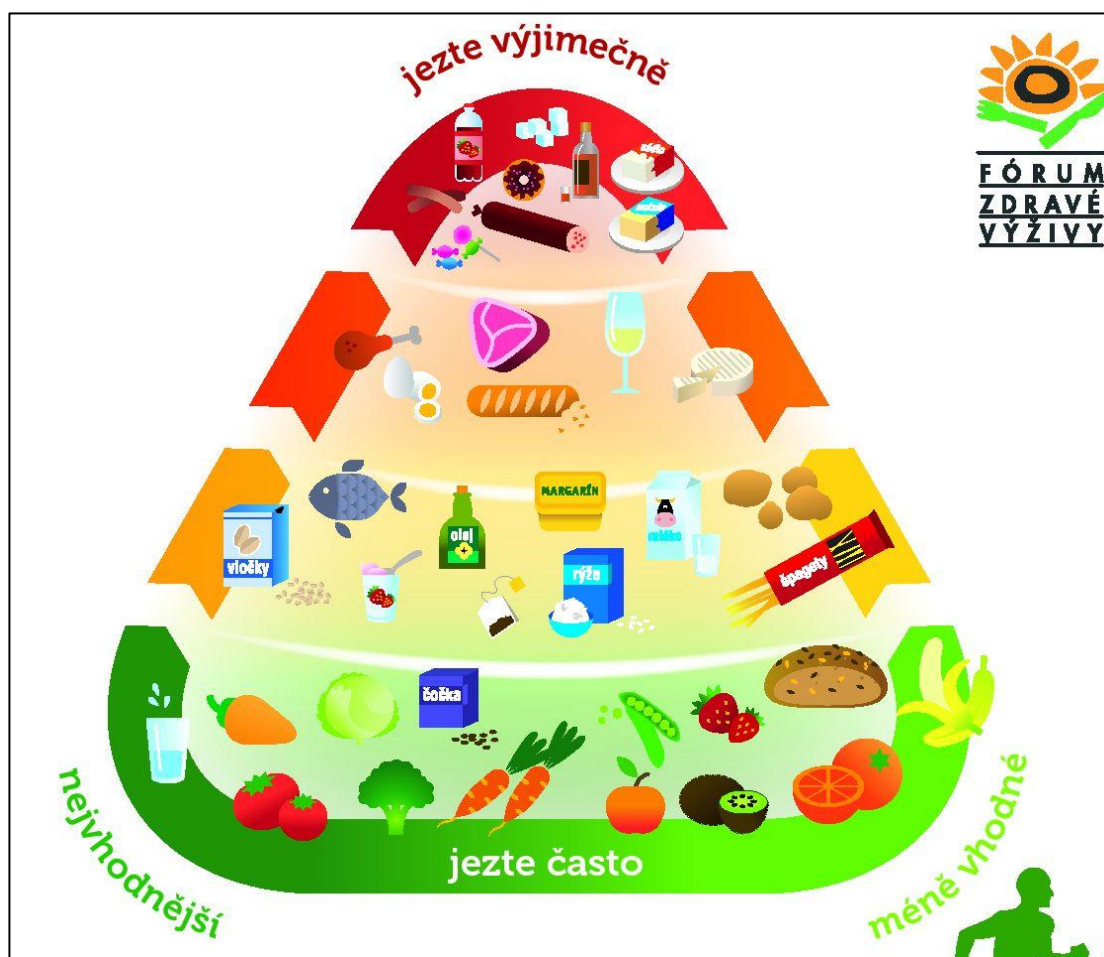 jezte výjimečně
FÓRUM
ZDRAVÉ
VÝŽIVY
MARGARÍN
olej
mléko
vločky
rýže
špagety
čočka
nejvhodnější
jezte často
méně vhodné